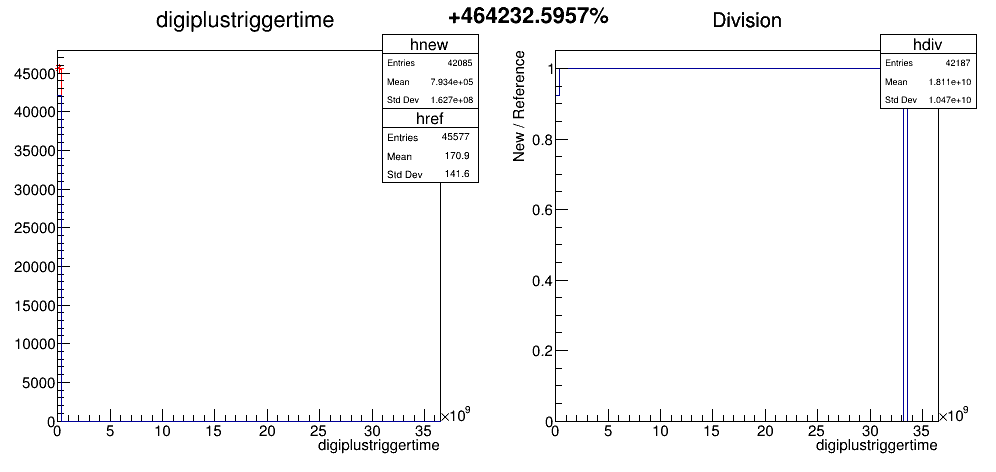 +464232.5957%
digiplustriggertime
hnew
Entries 42085
Mean 7.934e+05
Std Dev 1.627e+08
href
Entries 45577
Mean 170.9
Std Dev 141.6
45000
40000
35000
30000
25000
20000
15000
10000
5000
0
0 5 10 15 20 25 30 35
×10⁹
digiplustriggertime
Division
hdiv
Entries 42187
Mean 1.811e+10
Std Dev 1.047e+10
New / Reference
1
0.8
0.6
0.4
0.2
0
0 5 10 15 20 25 30 35
×10⁹
digiplustriggertime